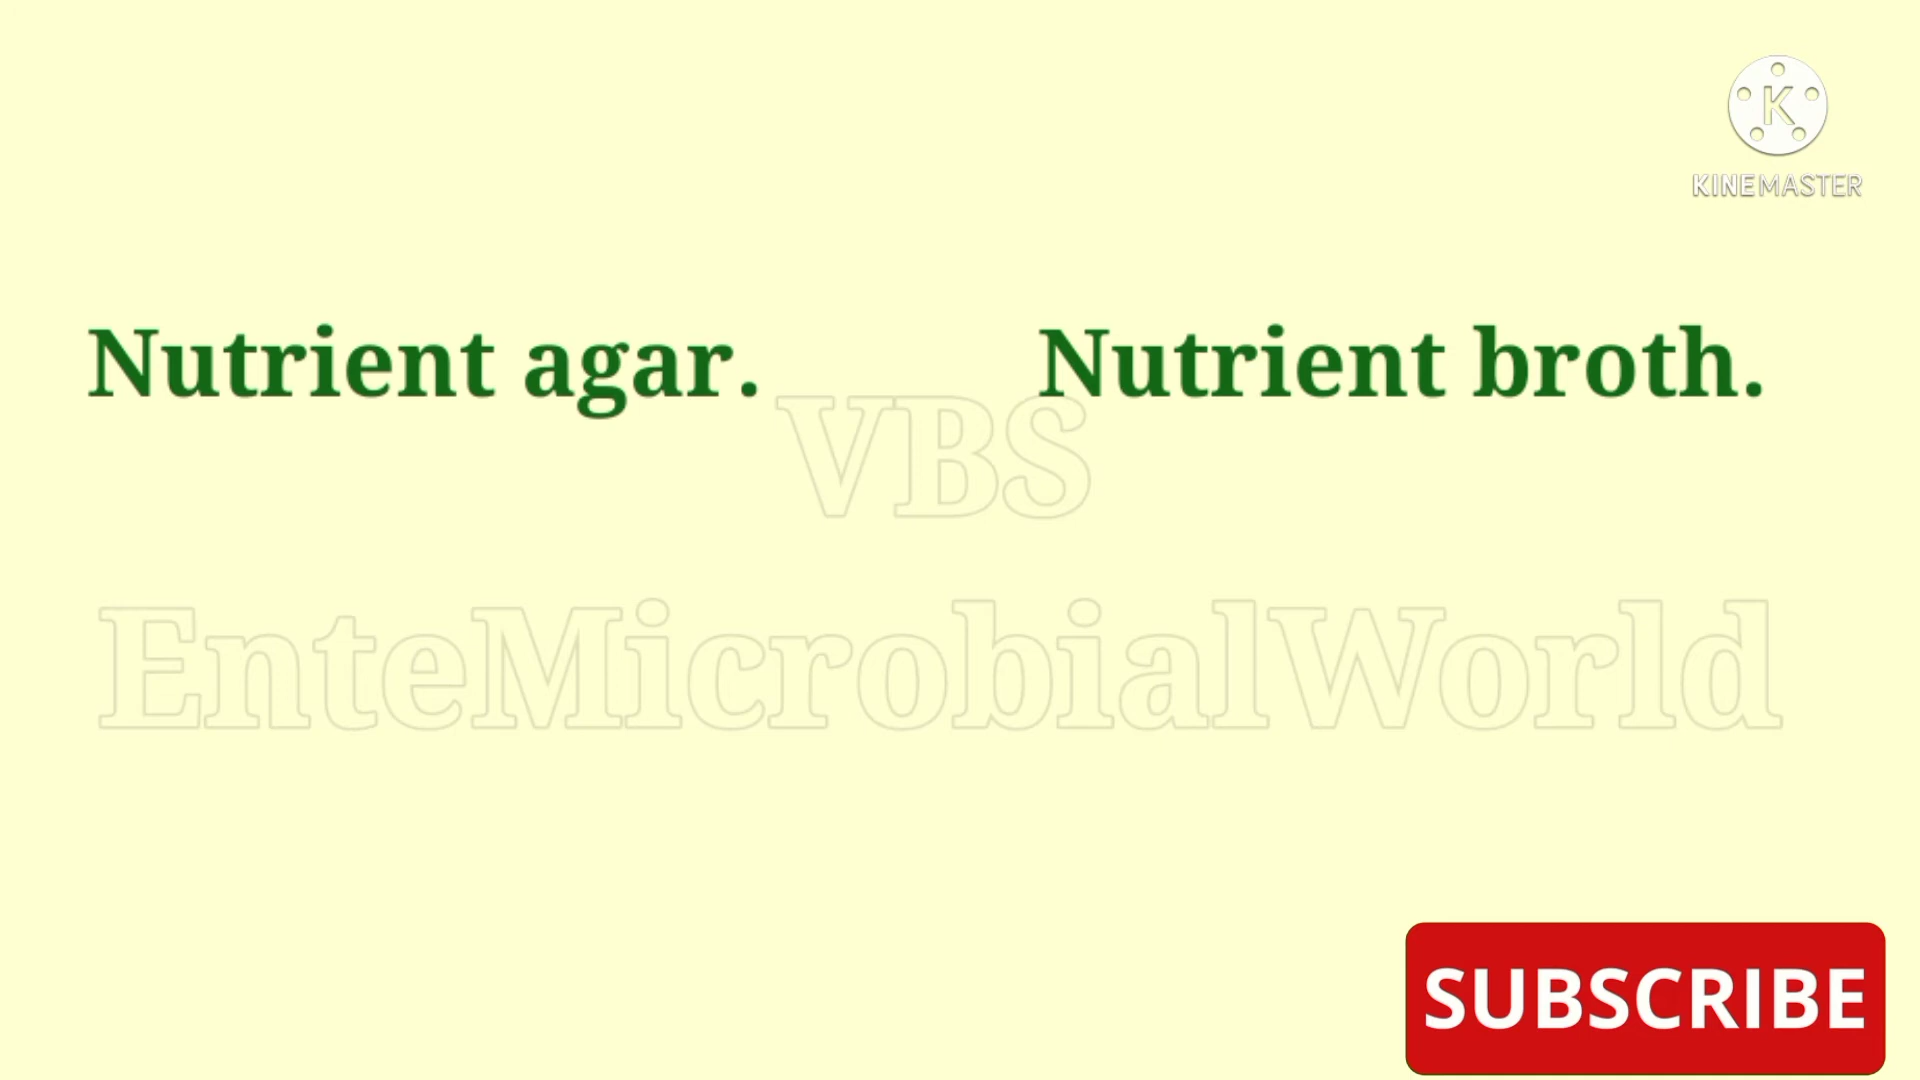 K
KINEMASTER
Nutrient agar. Nutrient broth.
VBS
EnteMicrobialWorld
SUBSCRIBE